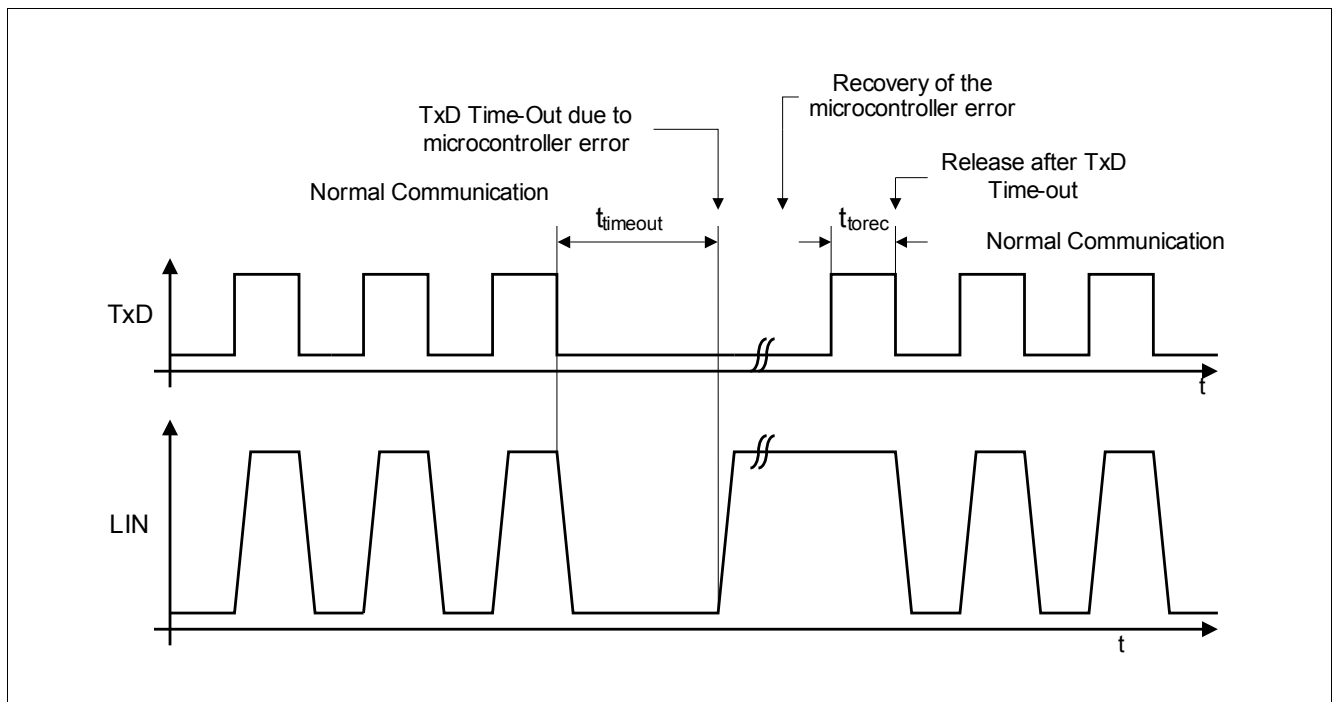 Recovery of the
microcontroller error
TxD Time-Out due to
microcontroller error
Release after TxD
Time-out
Normal Communication
ttimeout
ttorec
Normal Communication
TxD
t
LIN
t